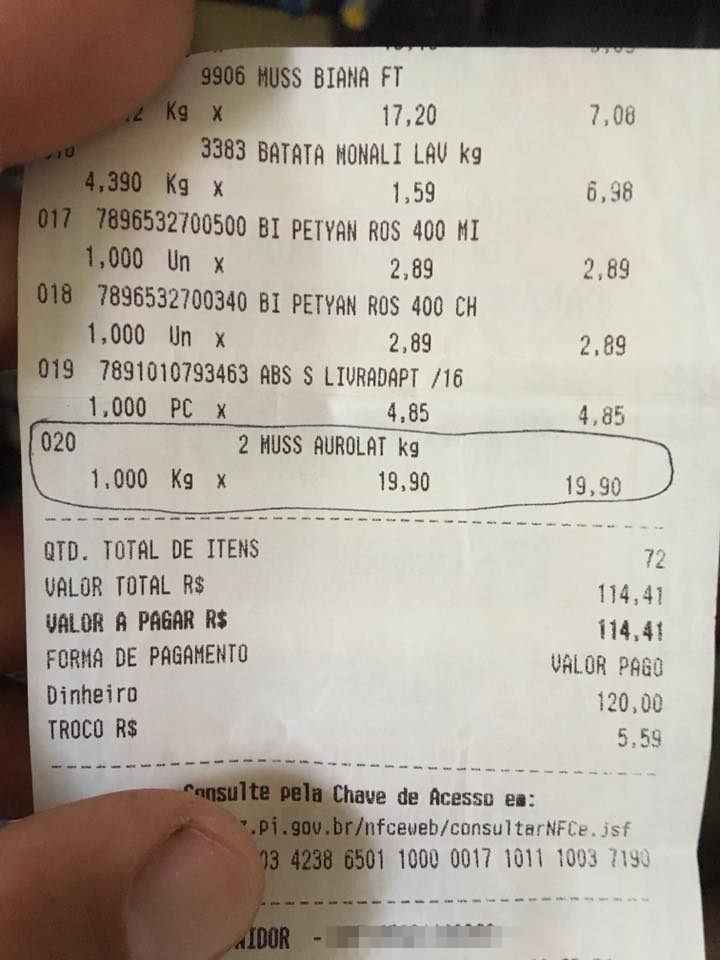 9906 MUSS BIANA FT
Kg x 17,20 7,08
3383 BATATA MONALI LAV kg
4,390 Kg x 1,59 6,98
017 7896532700500 BI PETYAN ROS 400 MI
1,000 Un x 2,89 2,89
018 7896532700340 BI PETYAN ROS 400 CH
1,000 Un x 2,89 2,89
019 7891010793463 ABS S LIVRADAPT /16
1,000 PC x 4,85 4,85
020 2 MUSS AUROLAT kg
1,000 Kg x 19,90 19,90
QTD. TOTAL DE ITENS 72
VALOR TOTAL R$ 114,41
VALOR A PAGAR R$ 114,41
FORMA DE PAGAMENTO VALOR PAGO
Dinheiro 120,00
TROCO R$ 5,59
Consulte pela Chave de Acesso em:
.pi.gov.br/nfceweb/consultarNFCe.jsf
03 4238 6501 1000 0017 1011 1003 7190
NIDOR -